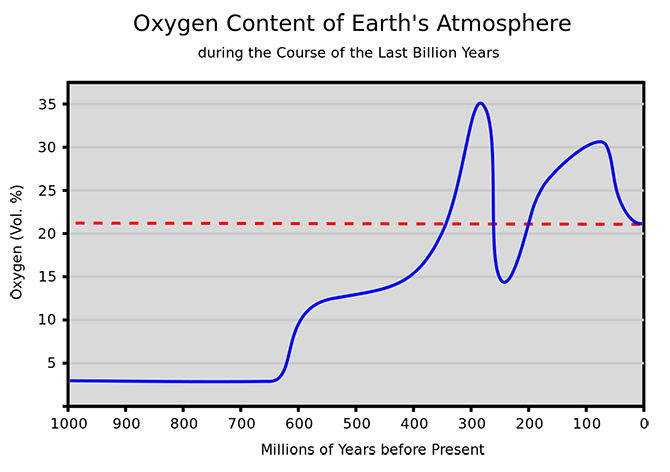 Oxygen Content of Earth's Atmosphere
during the Course of the Last Billion Years
35
30
25
20
15
10
5
Oxygen (Vol. %)
1000 900 800 700 600 500 400 300 200 100 0
Millions of Years before Present